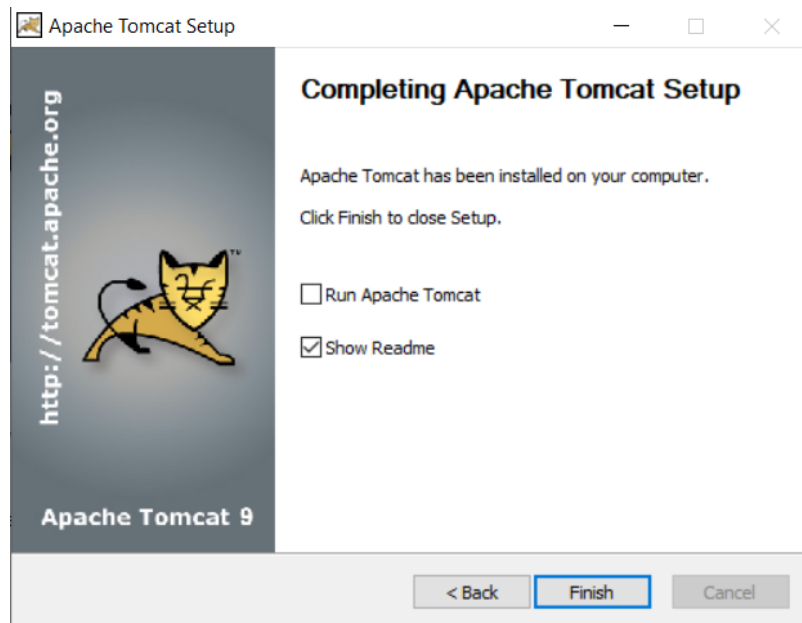 Apache Tomcat Setup
http://tomcat.apache.org
Apache Tomcat 9
Completing Apache Tomcat Setup
Apache Tomcat has been installed on your computer.
Click Finish to close Setup.
Run Apache Tomcat
Show Readme
< Back
Finish
Cancel